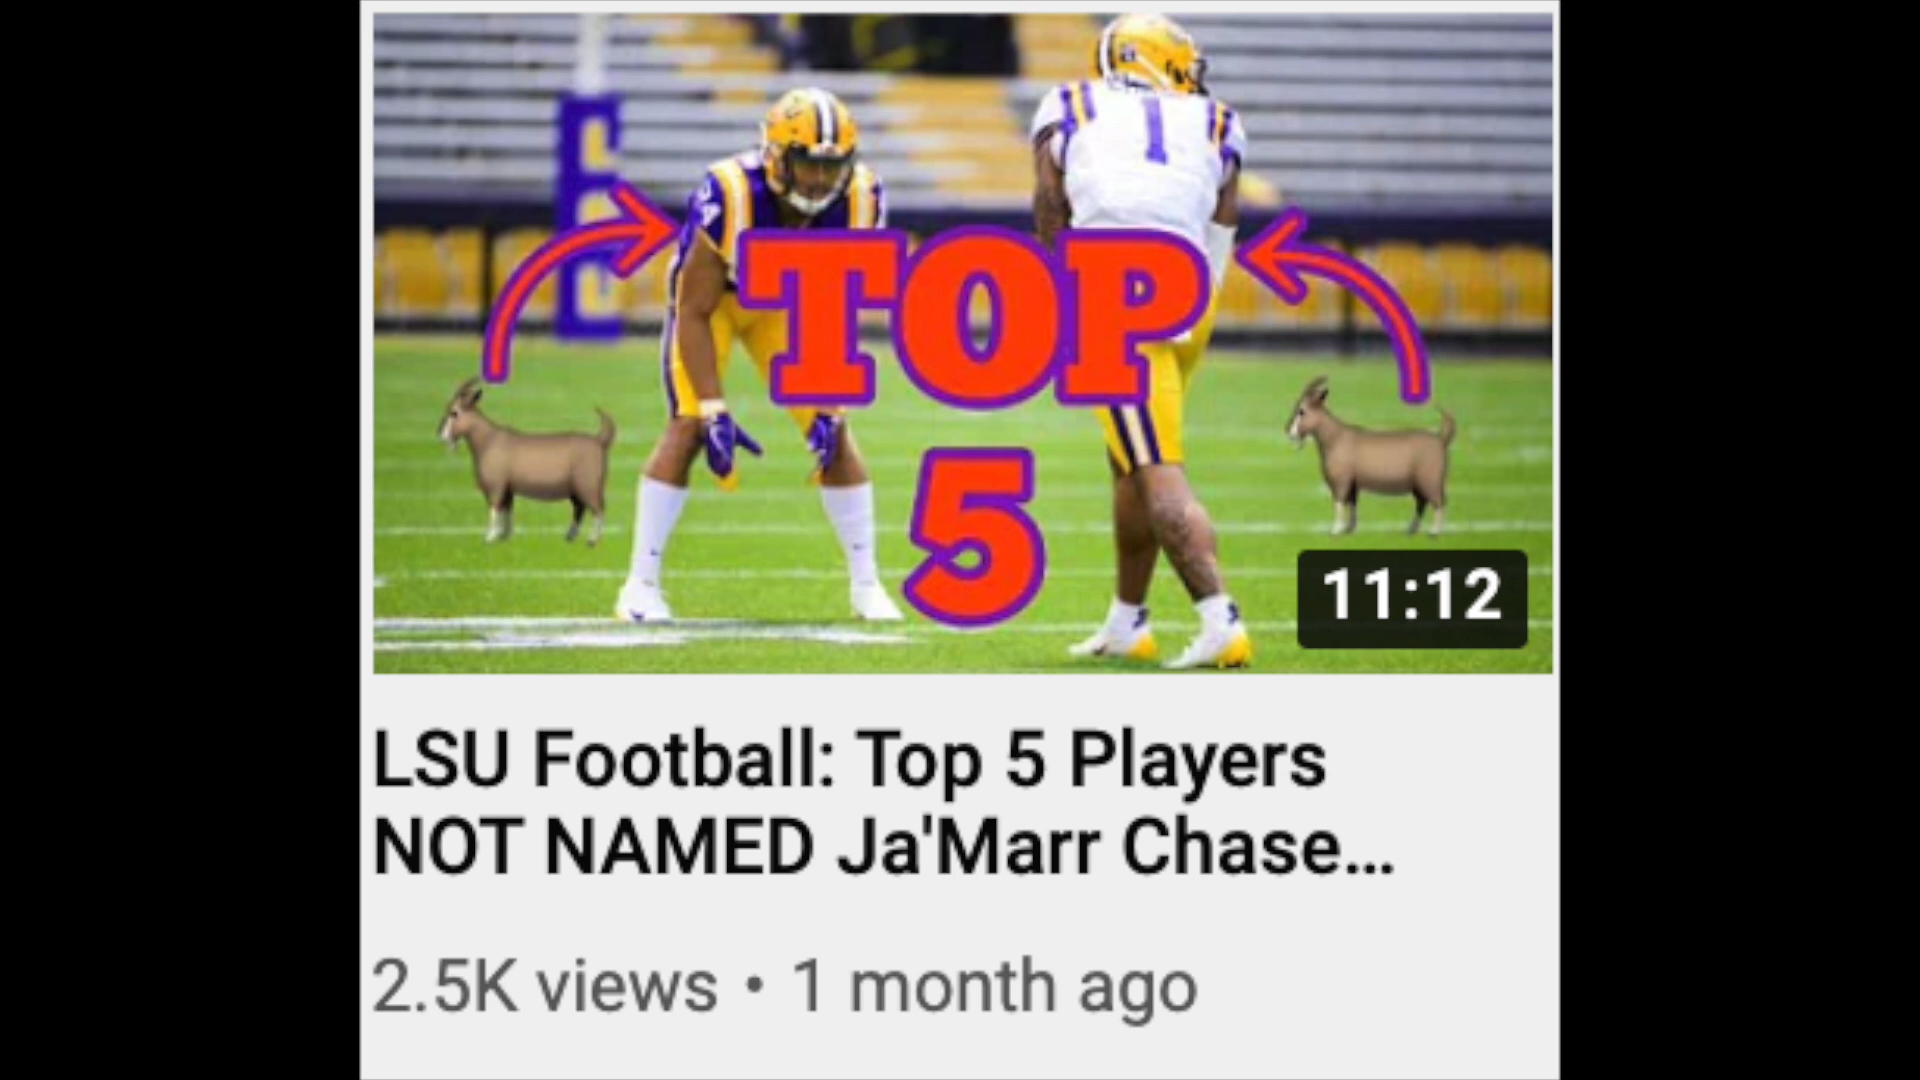 1
TOP
5
11:12
LSU Football: Top 5 Players
NOT NAMED Ja'Marr Chase...
2.5K views • 1 month ago